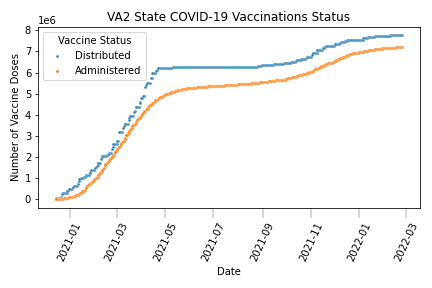 VA2 State COVID-19 Vaccinations Status
1e6
Number of Vaccine Doses
8
7
6
5
4
3
2
1
0
Vaccine Status
Distributed
Administered
2021-01
2021-03
2021-05
2021-07
2021-09
2021-11
2022-01
2022-03
Date